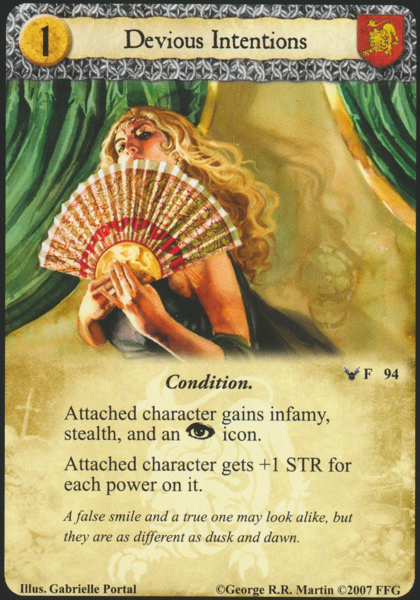 1 Devious Intentions
F 94
Condition.
Attached character gains infamy,
stealth, and an icon.
Attached character gets +1 STR for
each power on it.
A false smile and a true one may look alike, but
they are as different as dusk and dawn.
Illus. Gabrielle Portal ©George R.R. Martin ©2007 FFG